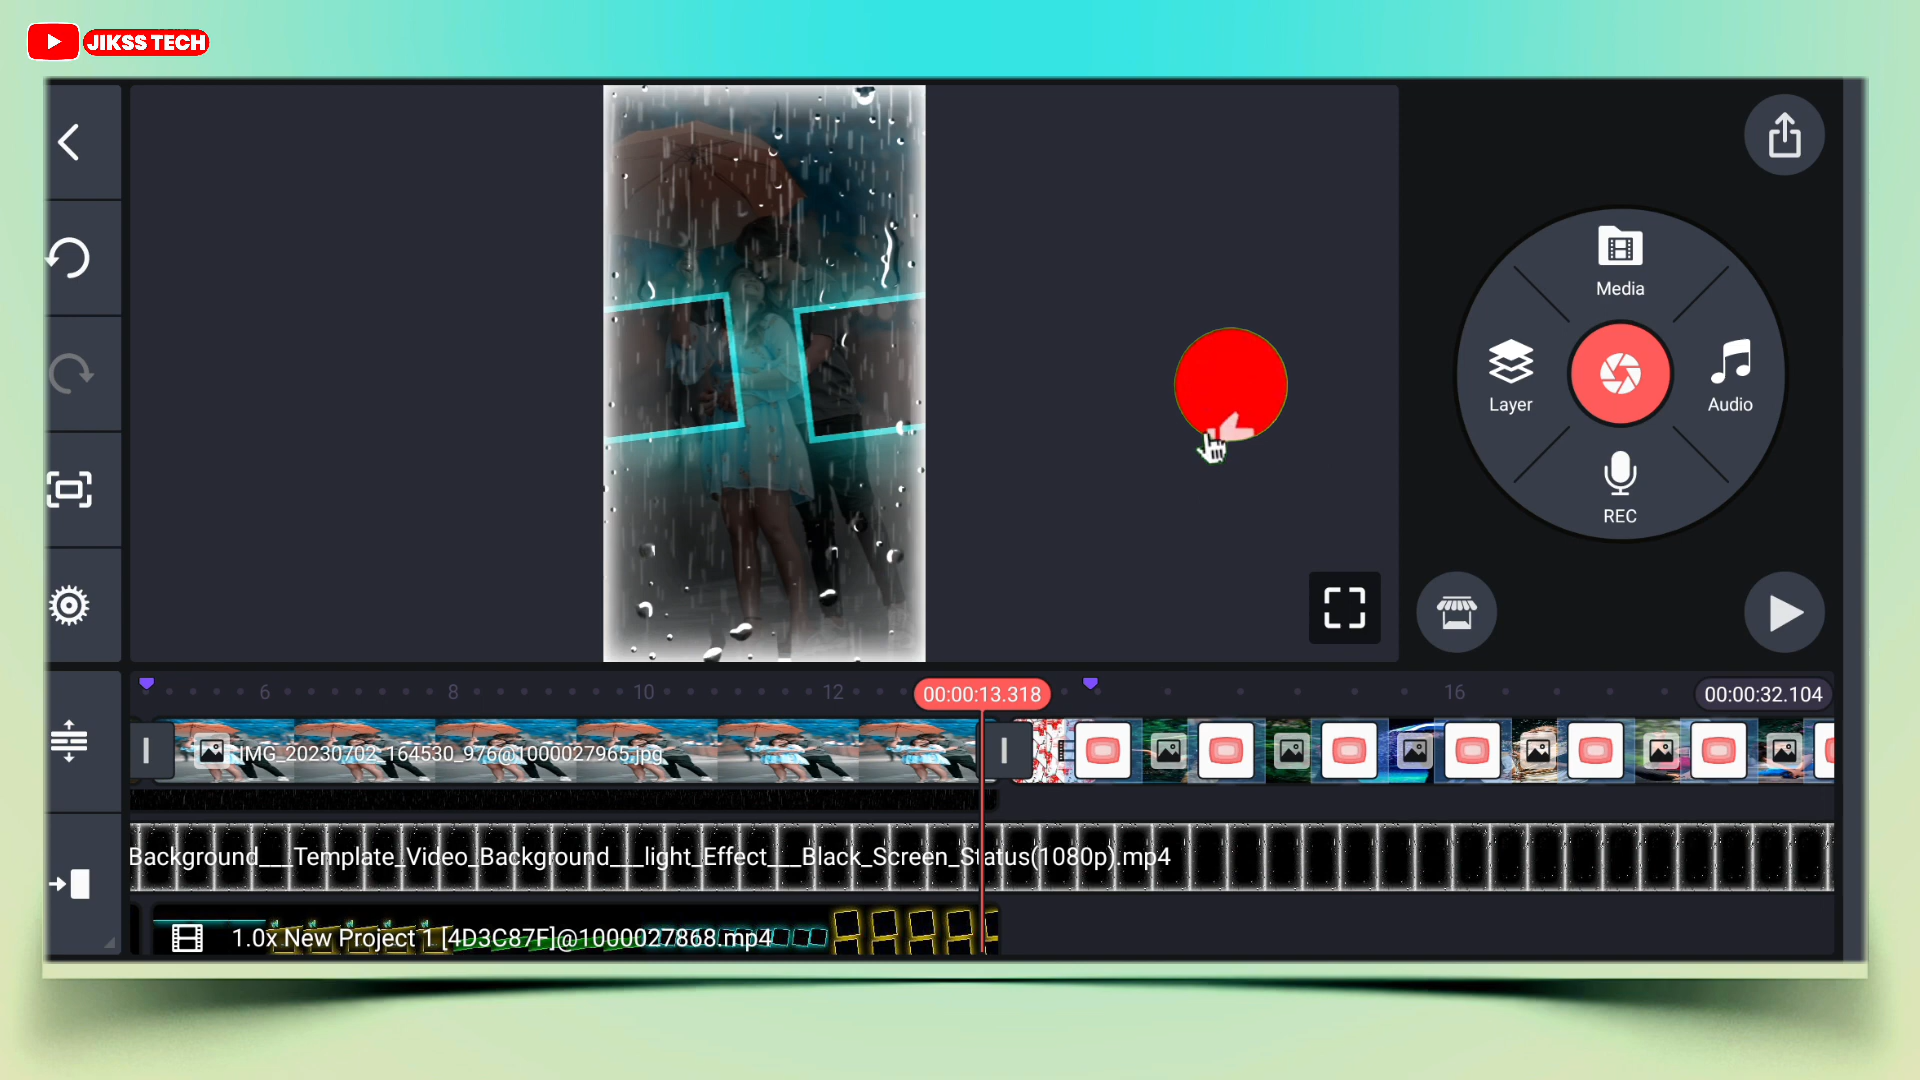 JIKSS TECH
Media
Layer
Audio
REC
6
8
10
12
00:00:13.318
16
00:00:32.104
IMG_20230702_164530_976@1000027965.jpg
Background___Template_Video_Background___light_Effect___Black_Screen_Status(1080p).mp4
1.0x New Project 1 [4D3C87F]@1000027868.mp4